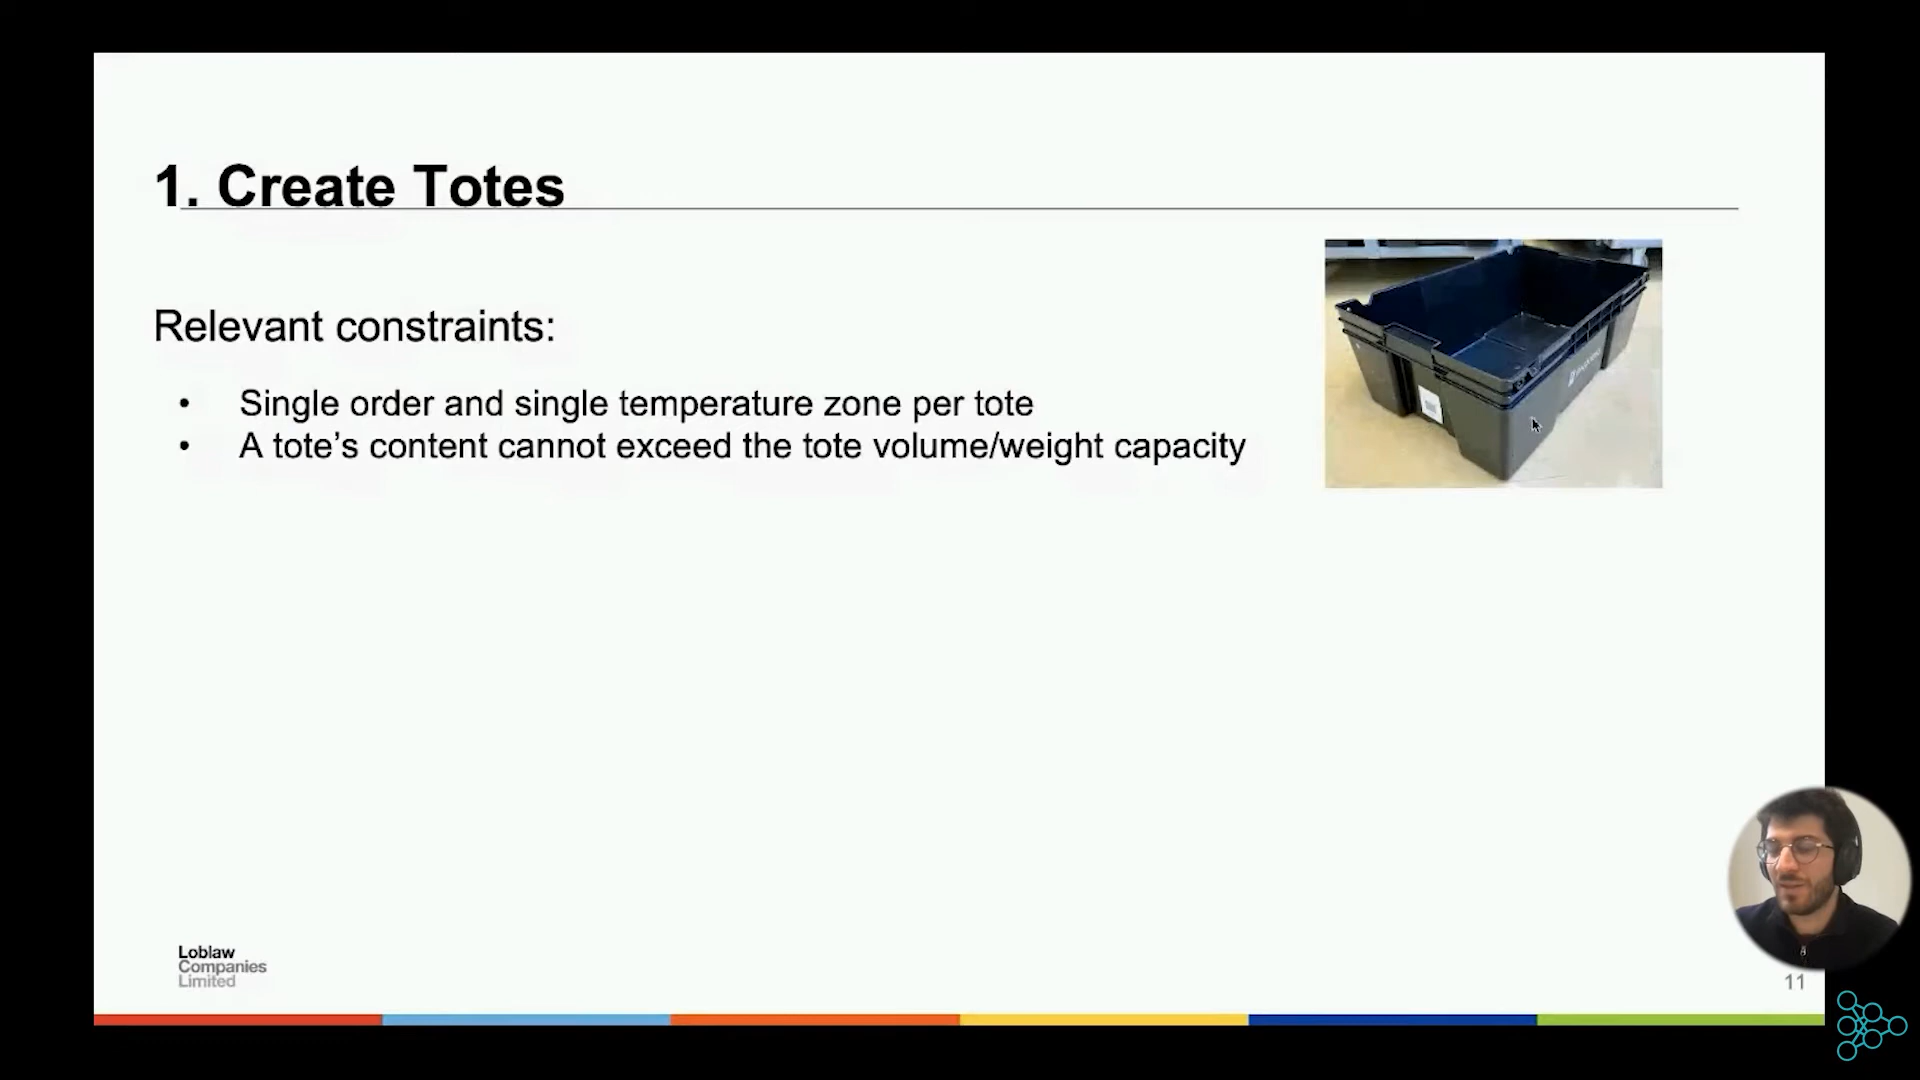 1. Create Totes
Relevant constraints:
• Single order and single temperature zone per tote
• A tote’s content cannot exceed the tote volume/weight capacity
Loblaw
Companies
Limited
11